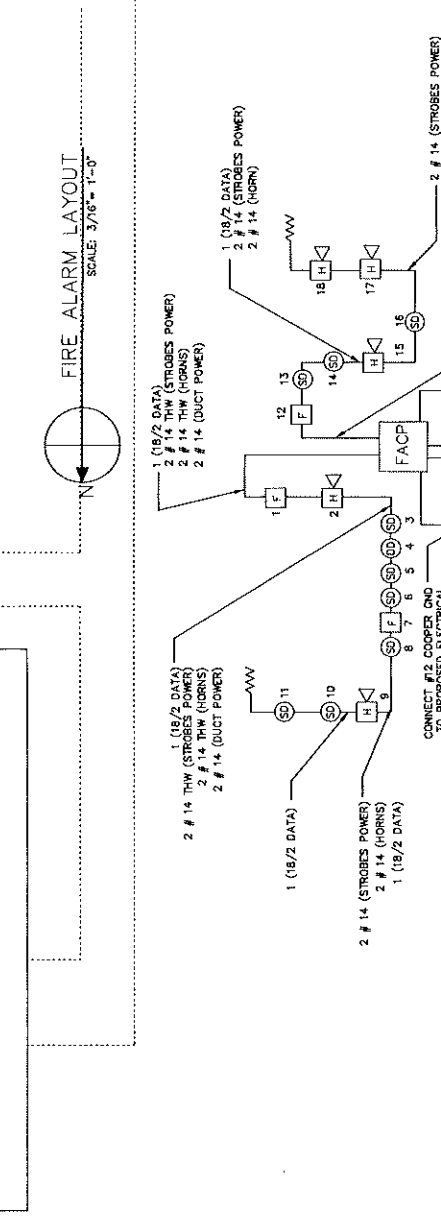 FIRE ALARM LAYOUT
SCALE: 3/16"= 1'-0"
N
1 (18/2 DATA)
2 # 14 THW (STROBES POWER)
2 # 14 THW (HORNS)
2 # 14 (DUCT POWER)
1 (18/2 DATA)
2 # 14 (STROBES POWER)
2 # 14 (HORN)
1 (18/2 DATA)
2 # 14 THW (STROBES POWER)
2 # 14 THW (HORNS)
2 # 14 (DUCT POWER)
1 (18/2 DATA)
2 # 14 (STROBES POWER)
2 # 14 (HORNS)
1 (18/2 DATA)
SD 11
SD 10
H
9
SD 8
F 7
SD 6
SD 5
DD 4
SD 3
H 2
F 1
FACP
F 12
SD 13
SD 14
H
15
SD 16
H 17
H 18
2 # 14 (STROBES POWER)
CONNECT #12 COOPER GND
TO PROPOSED ELECTRICAL